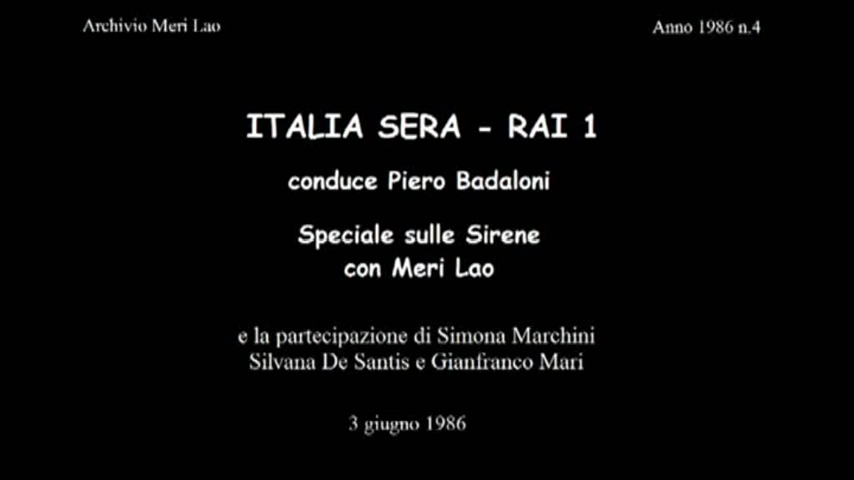 Archivio Meri Lao
Anno 1986 n.4
ITALIA SERA - RAI 1
conduce Piero Badaloni
Speciale sulle Sirene
con Meri Lao
e la partecipazione di Simona Marchini
Silvana De Santis e Gianfranco Mari
3 giugno 1986